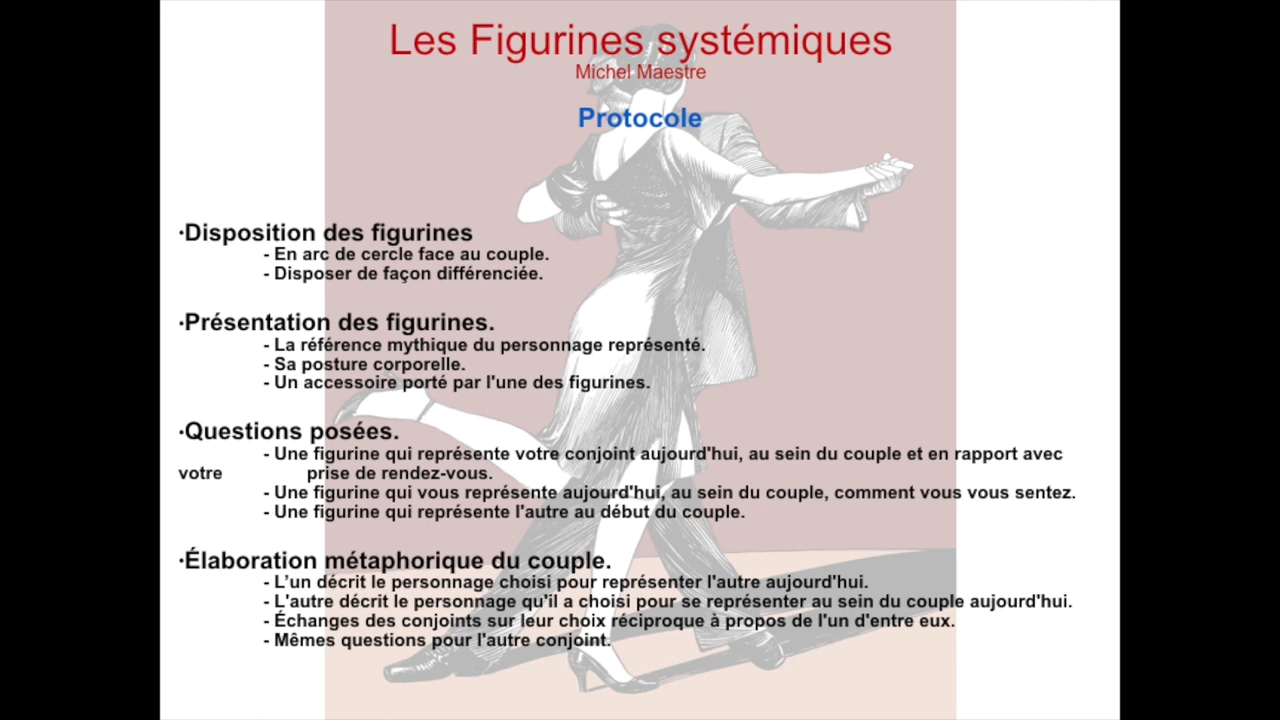 Les Figurines systémiques
Michel Maestre
Protocole
·Disposition des figurines
- En arc de cercle face au couple.
- Disposer de façon différenciée.
·Présentation des figurines.
- La référence mythique du personnage représenté.
- Sa posture corporelle.
- Un accessoire porté par l'une des figurines.
·Questions posées.
- Une figurine qui représente votre conjoint aujourd'hui, au sein du couple et en rapport avec
votre prise de rendez-vous.
- Une figurine qui vous représente aujourd'hui, au sein du couple, comment vous vous sentez.
- Une figurine qui représente l'autre au début du couple.
·Élaboration métaphorique du couple.
- L’un décrit le personnage choisi pour représenter l'autre aujourd'hui.
- L'autre décrit le personnage qu'il a choisi pour se représenter au sein du couple aujourd'hui.
- Échanges des conjoints sur leur choix réciproque à propos de l'un d'entre eux.
- Mêmes questions pour l'autre conjoint.